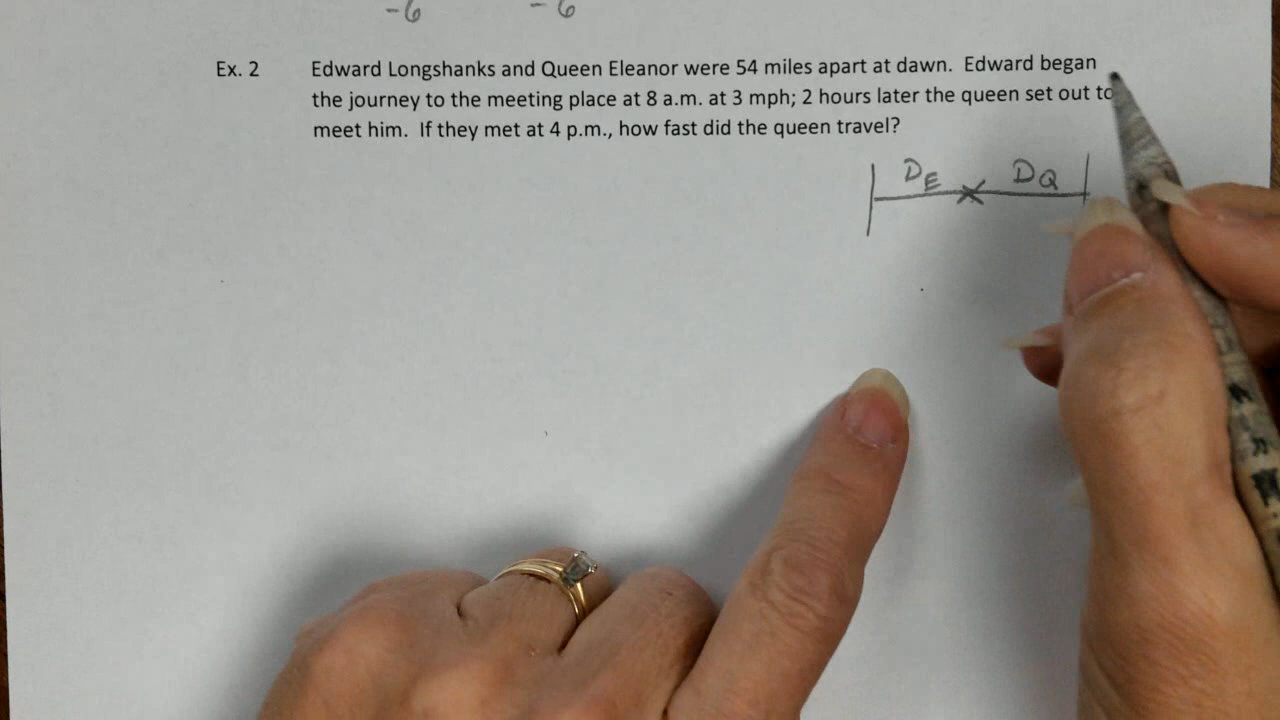 -6 -6
Ex. 2 Edward Longshanks and Queen Eleanor were 54 miles apart at dawn. Edward began
the journey to the meeting place at 8 a.m. at 3 mph; 2 hours later the queen set out to
meet him. If they met at 4 p.m., how fast did the queen travel?
DE DQ